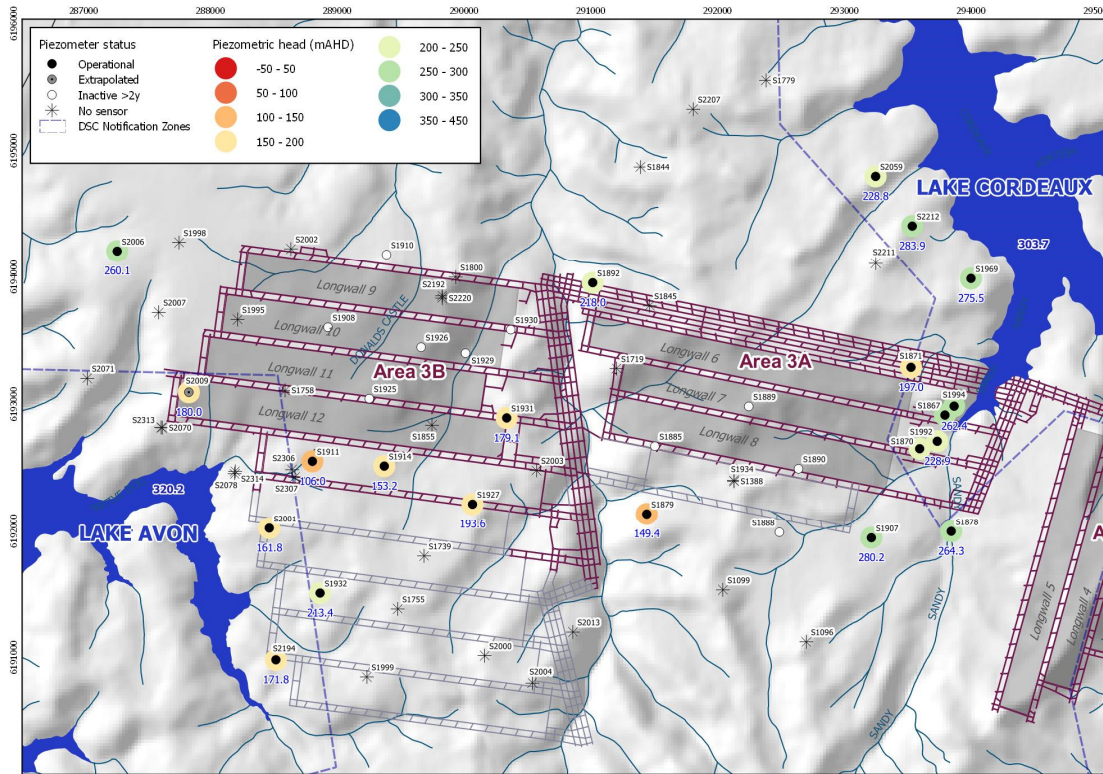 287000
288000
289000
290000
291000
292000
293000
294000
6196000
6195000
6194000
6193000
6192000
6191000
Piezometer status
Operational
Extrapolated
Inactive >2y
No sensor
DSC Notification Zones
Piezometric head (mAHD)
-50 - 50
50 - 100
100 - 150
150 - 200
200 - 250
250 - 300
300 - 350
350 - 450
S1779
S2207
S1844
S2059
228.8
LAKE CORDEAUX
303.7
S2212
283.9
S2211
S1969
275.5
S2006
260.1
S1998
S2002
S1910
S1800
S2192
S2220
S1892
218.0
S1845
Longwall 9
S2007
S1995
Longwall 10
S1908
DONALDS CASTLE
S1926
S1929
S1930
Longwall 6
Area 3A
S1871
197.0
S1719
Longwall 11
Area 3B
S2071
S2009
180.0
S1758
S1925
Longwall 7
S1889
S1867
S1994
262.4
Longwall 12
S1931
179.1
S2313
S2070
S1855
Longwall 8
S1885
S1992
S1870
228.9
S2306
S1911
106.0
S2307
S2314
S2078
S1914
153.2
S2003
S1934
S1388
S1890
SANDY
320.2
LAKE AVON
S1927
193.6
S1879
149.4
S1888
S1907
280.2
S1878
264.3
S2001
161.8
S1739
S1932
213.4
S1755
S1099
SANDY
Longwall 5
Longwall 4
S2013
S1096
S2194
171.8
S1999
S2000
S2004
SANDY